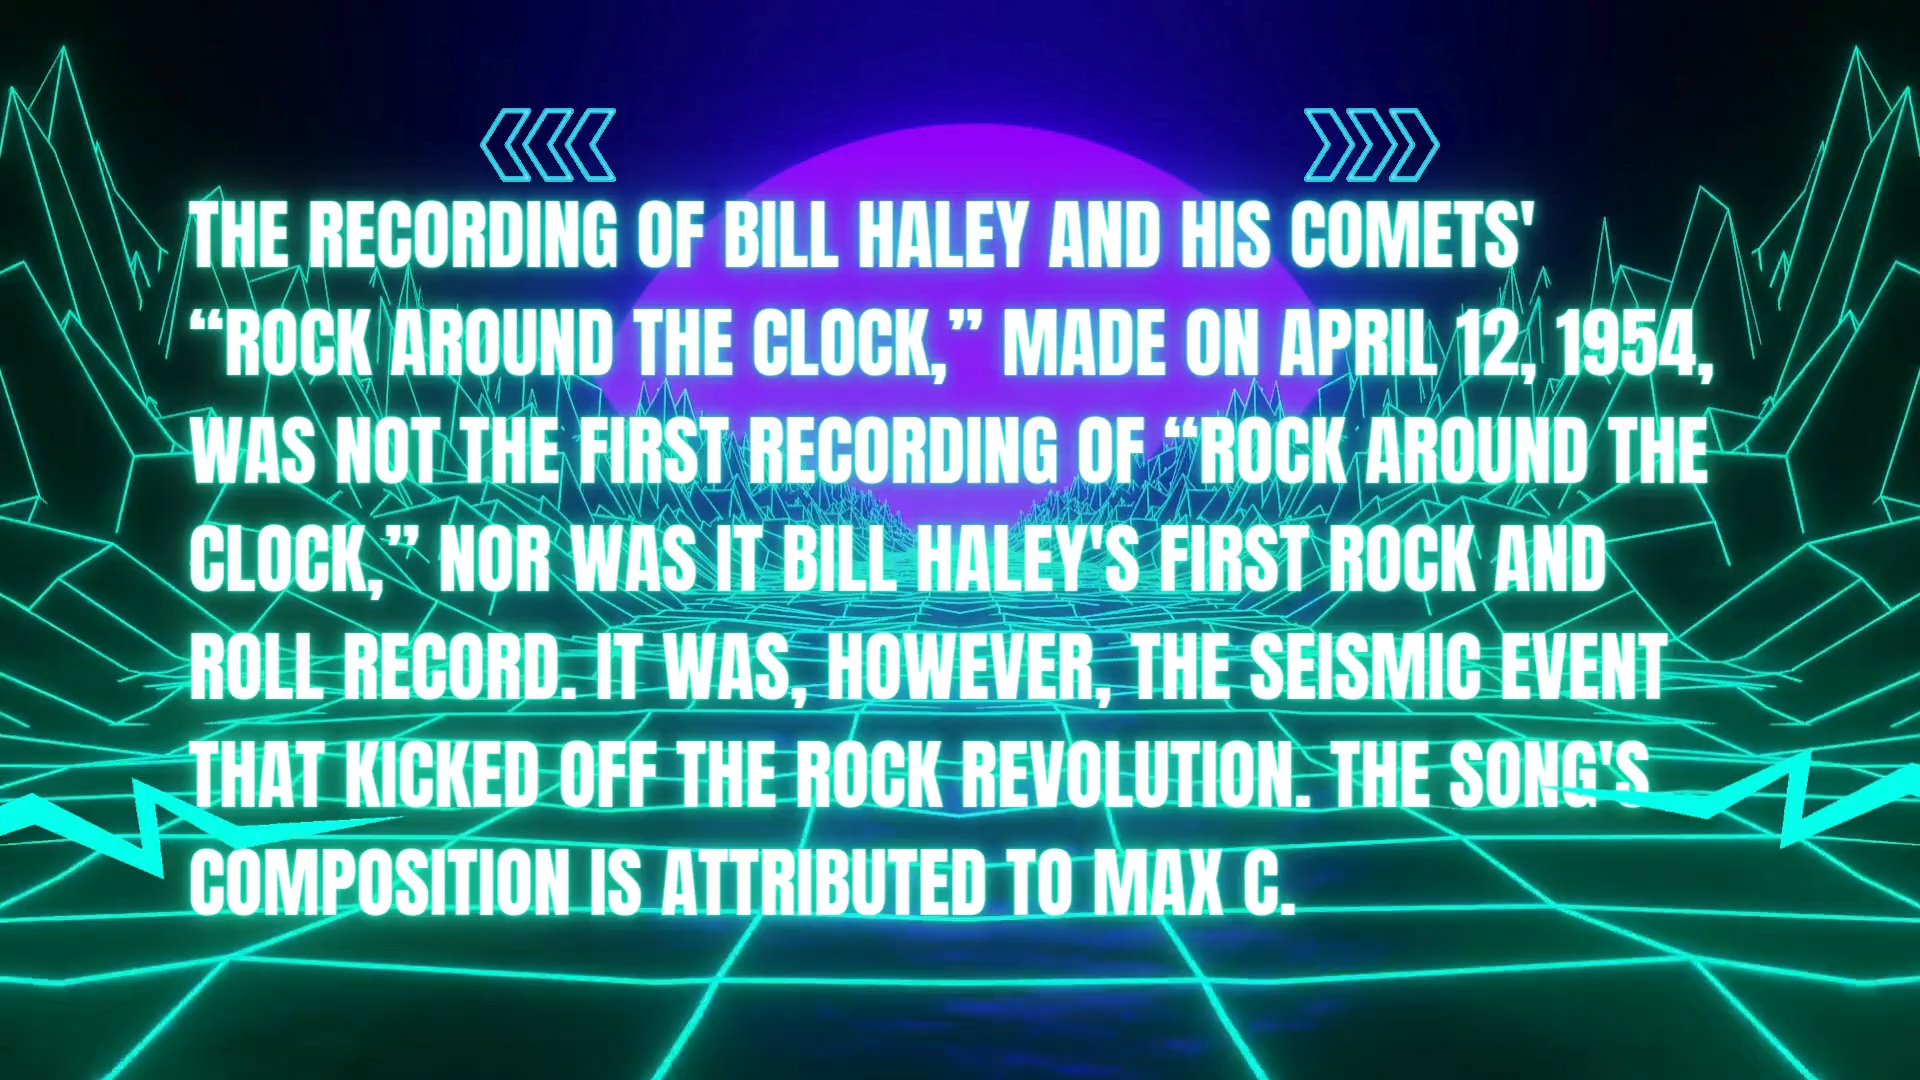 THE RECORDING OF BILL HALEY AND HIS COMETS'
“ROCK AROUND THE CLOCK,” MADE ON APRIL 12, 1954,
WAS NOT THE FIRST RECORDING OF “ROCK AROUND THE
CLOCK,” NOR WAS IT BILL HALEY'S FIRST ROCK AND
ROLL RECORD. IT WAS, HOWEVER, THE SEISMIC EVENT
THAT KICKED OFF THE ROCK REVOLUTION. THE SONG'S
COMPOSITION IS ATTRIBUTED TO MAX C.